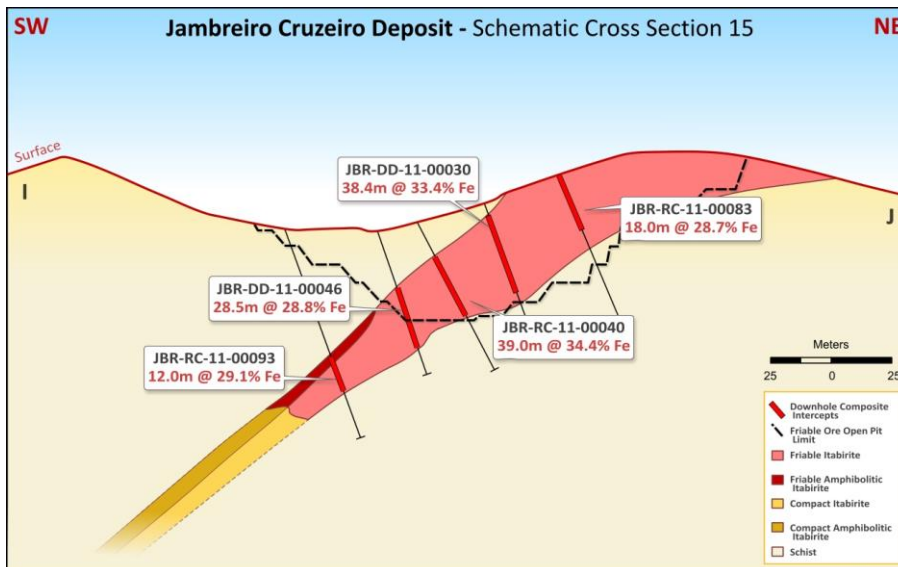 SW
Jambreiro Cruzeiro Deposit - Schematic Cross Section 15
NE
Surface
I
J
JBR-DD-11-00030
38.4m @ 33.4% Fe
JBR-RC-11-00083
18.0m @ 28.7% Fe
JBR-DD-11-00046
28.5m @ 28.8% Fe
JBR-RC-11-00040
39.0m @ 34.4% Fe
JBR-RC-11-00093
12.0m @ 29.1% Fe
Meters
25 0 25
Downhole Composite
Intercepts
Friable Ore Open Pit
Limit
Friable Itabirite
Friable Amphibolitic
Itabirite
Compact Itabirite
Compact Amphibolitic
Itabirite
Schist